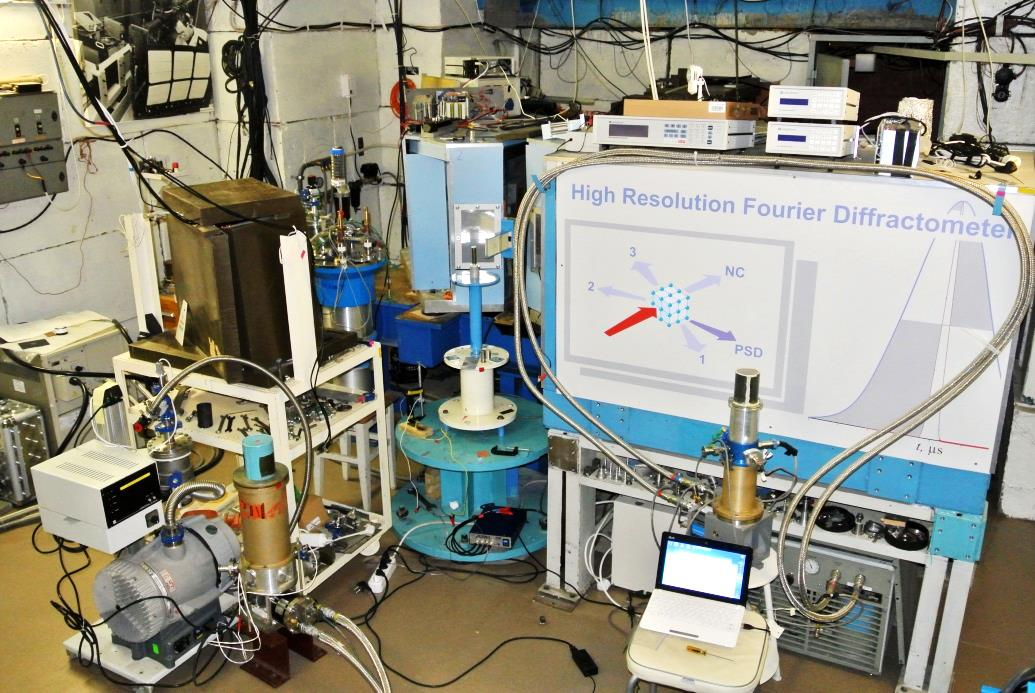 High Resolution Fourier Diffractometer
3
NC
2
1
PSD
t, μs